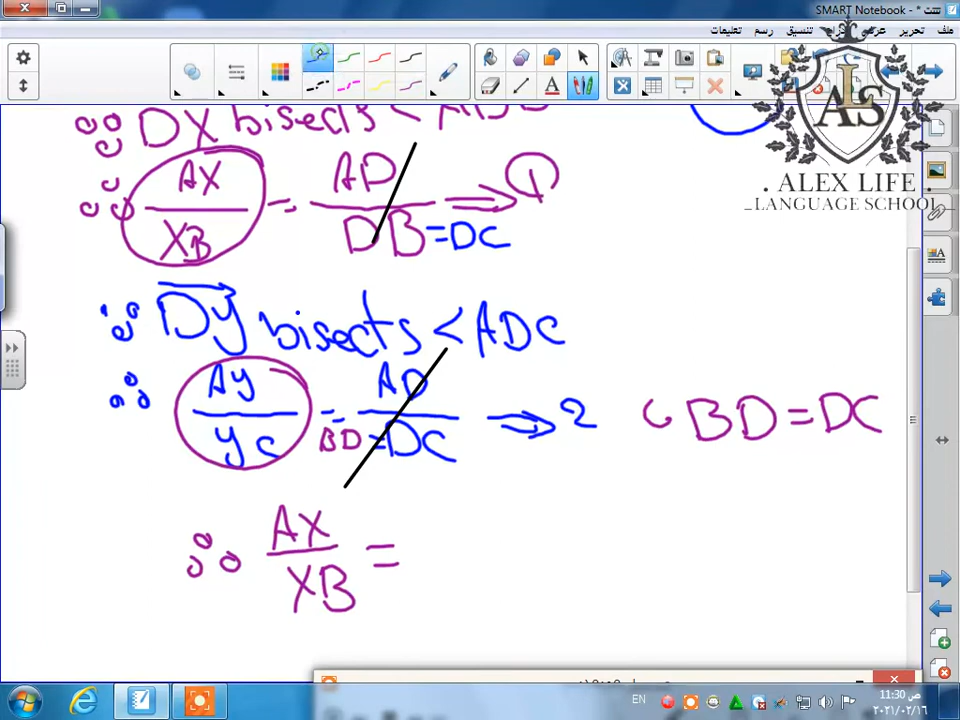 SMART Notebook - * تتث
ملف تحرير عرض إدراج تنسيق رسم تعليمات
A
ALS
. ALEX LIFE .
LANGUAGE SCHOOL
∵ DX bisects < ADB
∴ AX/XB = AD/DB = DC ⇒ 1
∵ Dy bisects < ADC
∴ Ay/yC = AD/BD = DC ⇒ 2 , BD = DC
∴ AX/XB =
EN
11:30 ص
٢٠٢١/٠٢/١٦